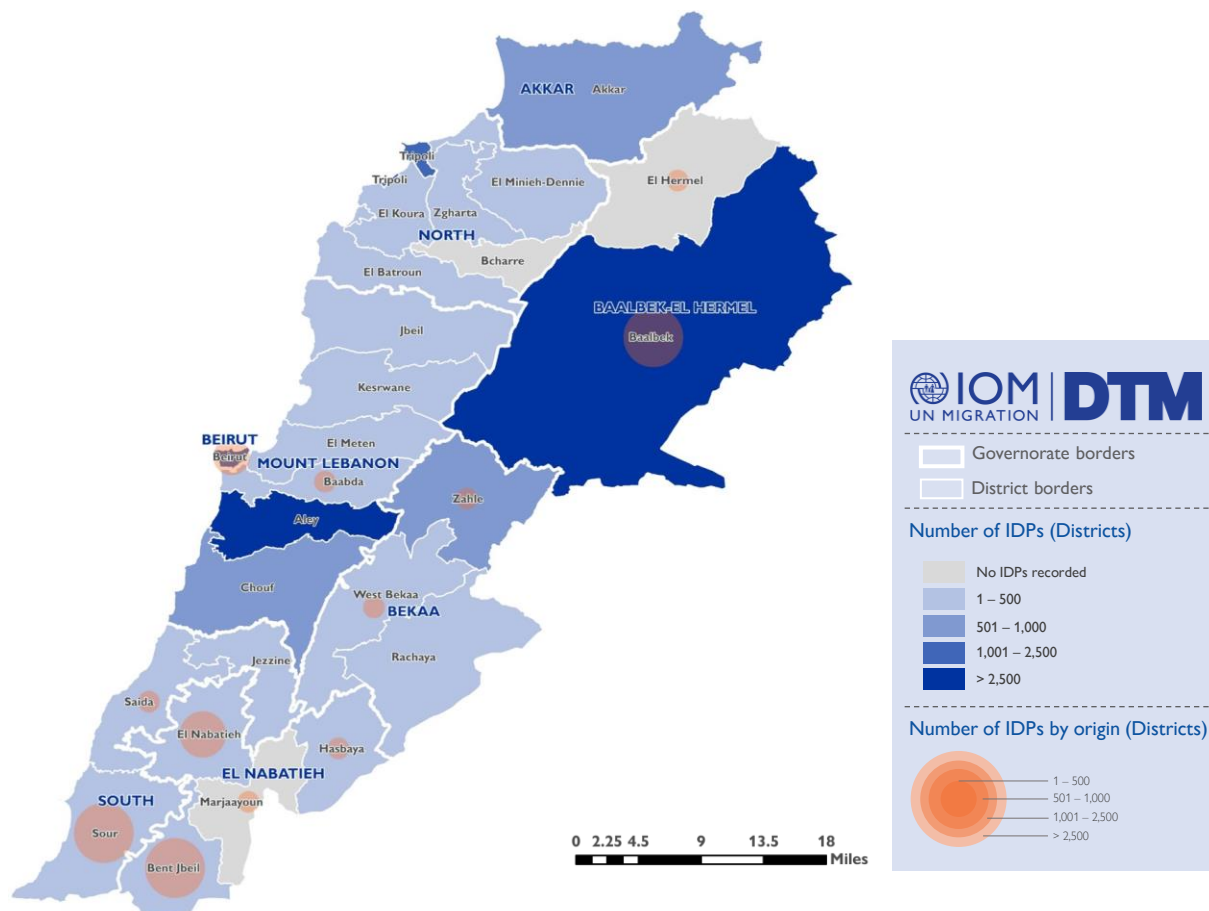 AKKAR
Akkar
Tripoli
Tripoli
El Minieh-Dennie
El Hermel
El Koura
Zgharta
NORTH
Bcharre
El Batroun
BAALBEK-EL HERMEL
Jbeil
Baalbek
Kesrwane
BEIRUT
El Meten
Beirut
MOUNT LEBANON
Baabda
Zahle
Aley
Chouf
West Bekaa
BEKAA
Jezzine
Rachaya
Saida
El Nabatieh
Hasbaya
EL NABATIEH
SOUTH
Marjaayoun
Sour
Bent Jbeil
0 2.25 4.5 9 13.5 18
Miles
IOM
UN MIGRATION
DTM
Governorate borders
District borders
Number of IDPs (Districts)
No IDPs recorded
1 – 500
501 – 1,000
1,001 – 2,500
> 2,500
Number of IDPs by origin (Districts)
1 – 500
501 – 1,000
1,001 – 2,500
> 2,500